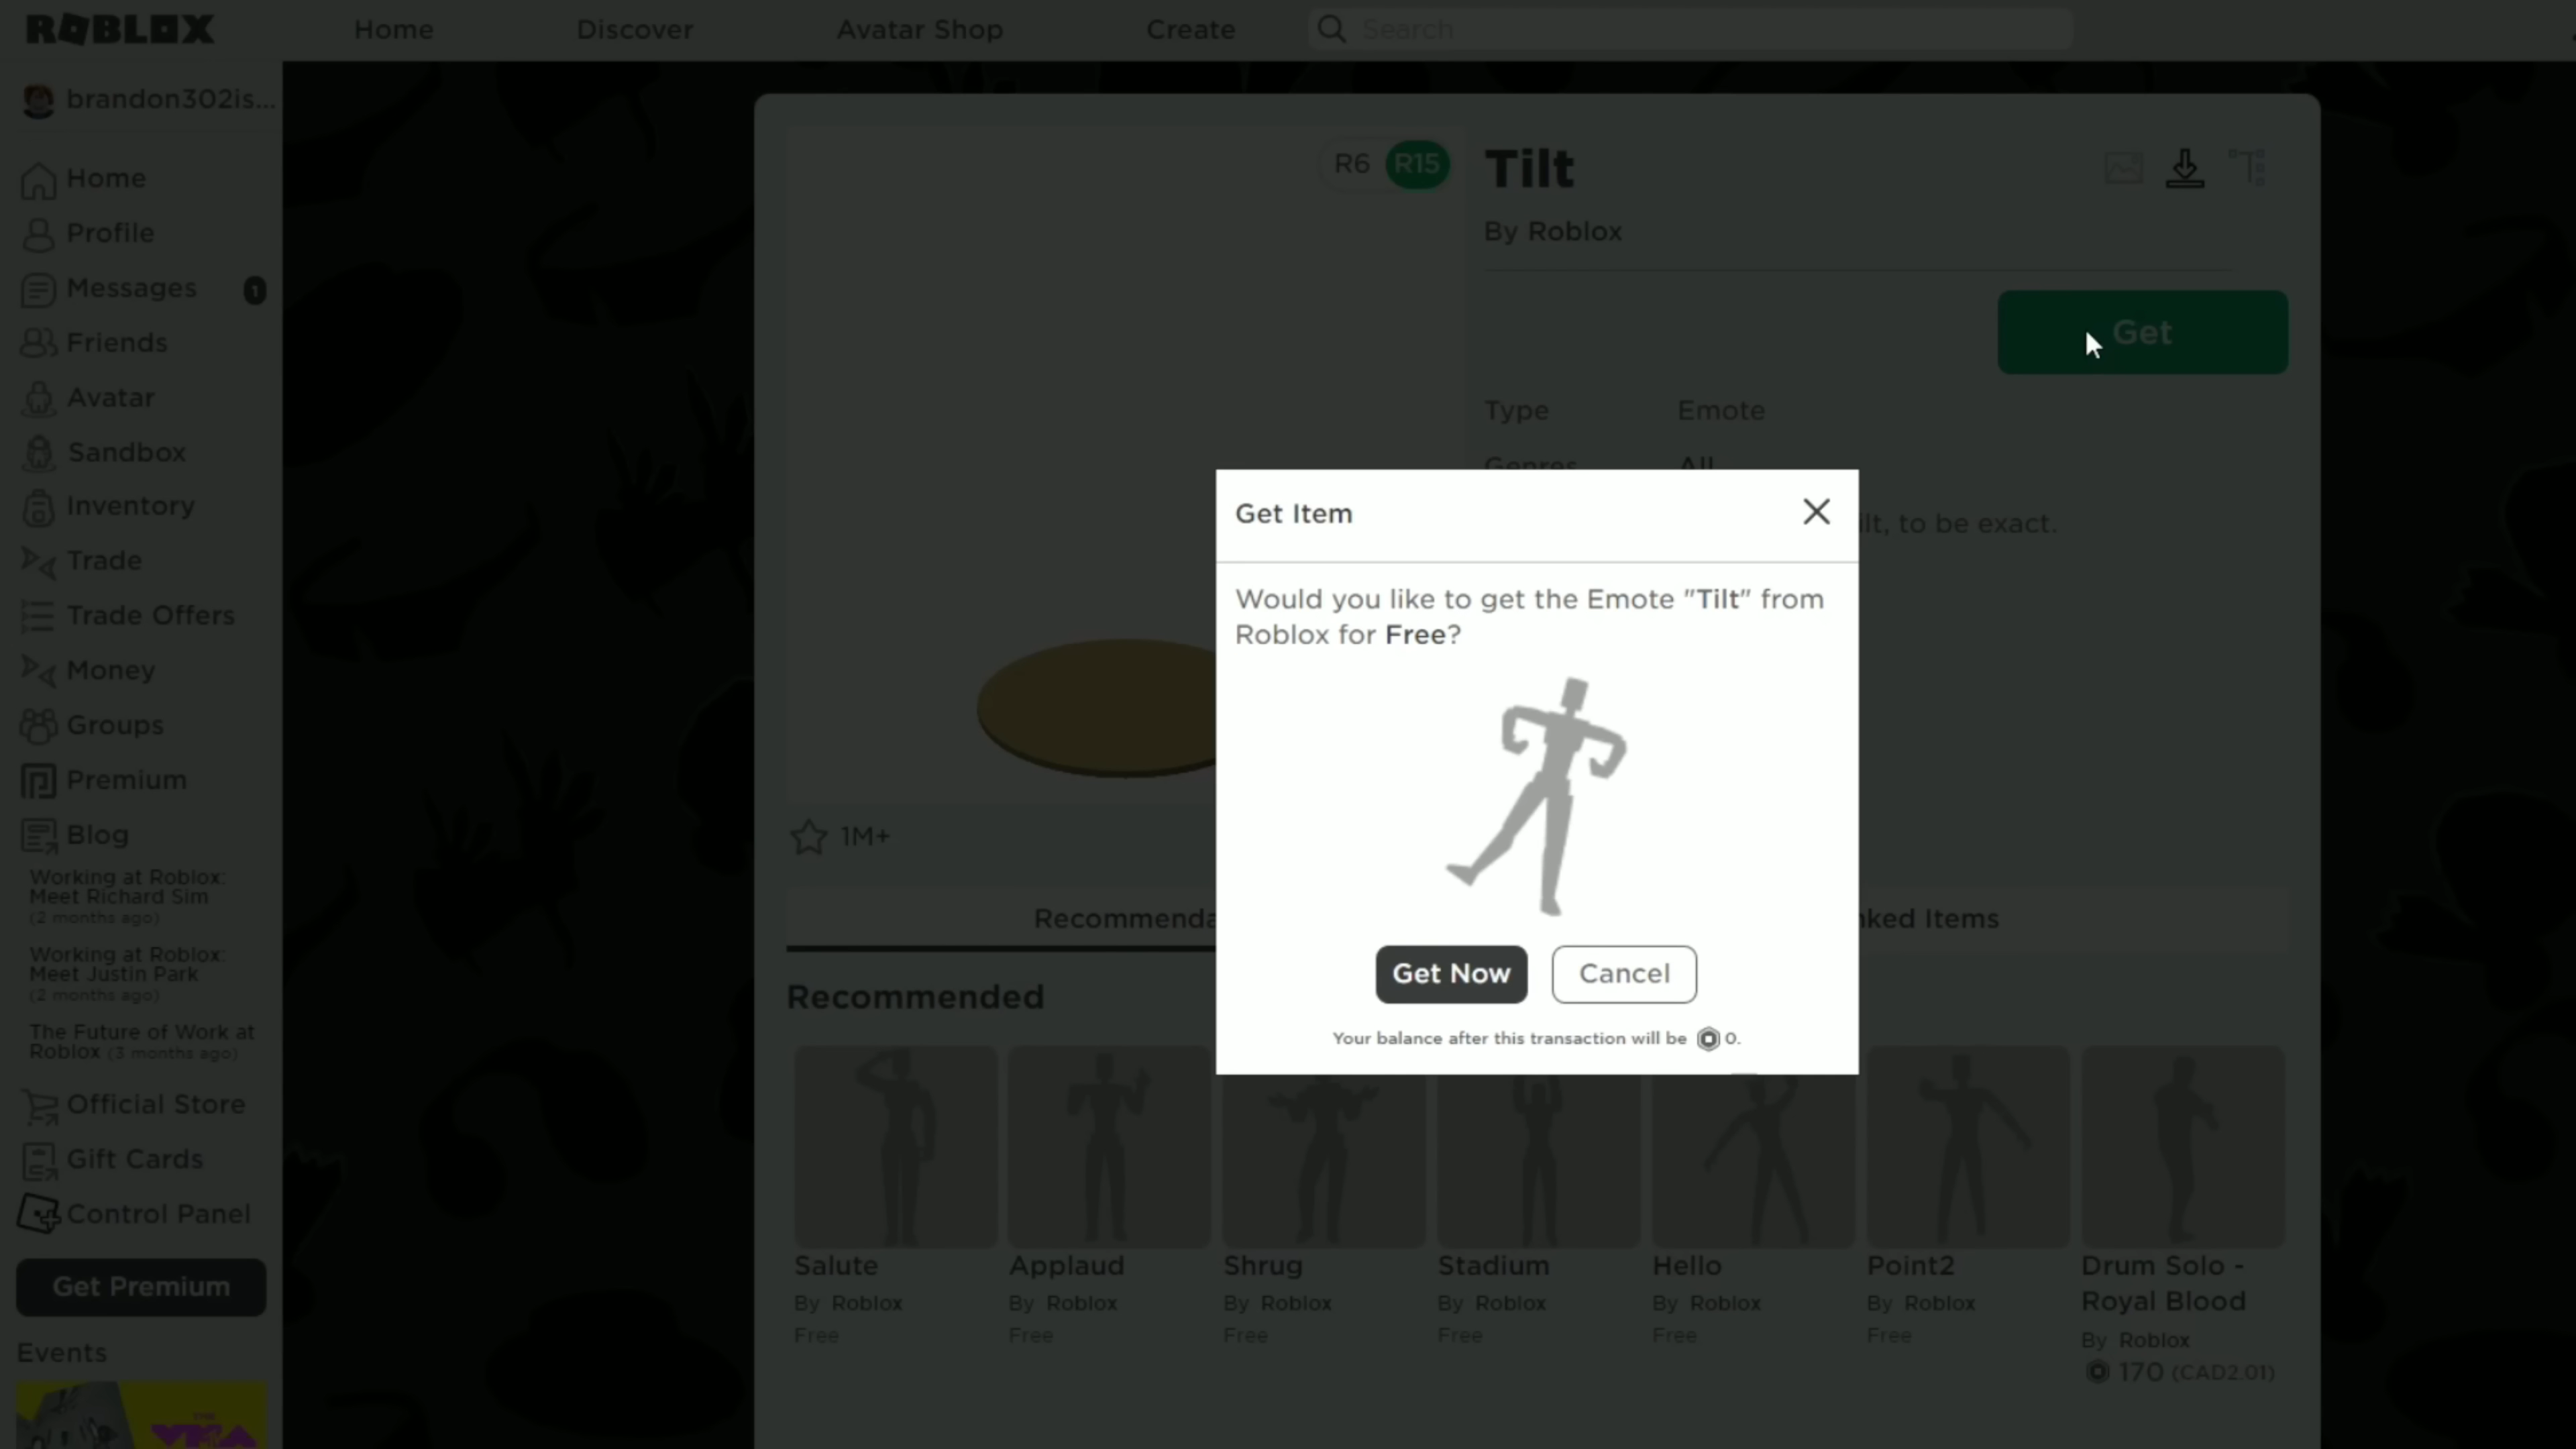 ROBLOX
Home
Discover
Avatar Shop
Create
Search
brandon302is...
Home
Profile
Messages
1
Friends
Avatar
Sandbox
Inventory
Trade
Trade Offers
Money
Groups
Premium
Blog
Working at Roblox:
Meet Richard Sim
(2 months ago)
Working at Roblox:
Meet Justin Park
(2 months ago)
The Future of Work at
Roblox (3 months ago)
Official Store
Gift Cards
Control Panel
Get Premium
Events
R6
R15
Tilt
By Roblox
Get
Type
Emote
Genres
All
ilt, to be exact.
Get Item
Would you like to get the Emote "Tilt" from
Roblox for Free?
Get Now
Cancel
Your balance after this transaction will be 0.
1M+
Recommenda
ked Items
Recommended
Salute
By Roblox
Free
Applaud
By Roblox
Free
Shrug
By Roblox
Free
Stadium
By Roblox
Free
Hello
By Roblox
Free
Point2
By Roblox
Free
Drum Solo -
Royal Blood
By Roblox
170 (CAD2.01)